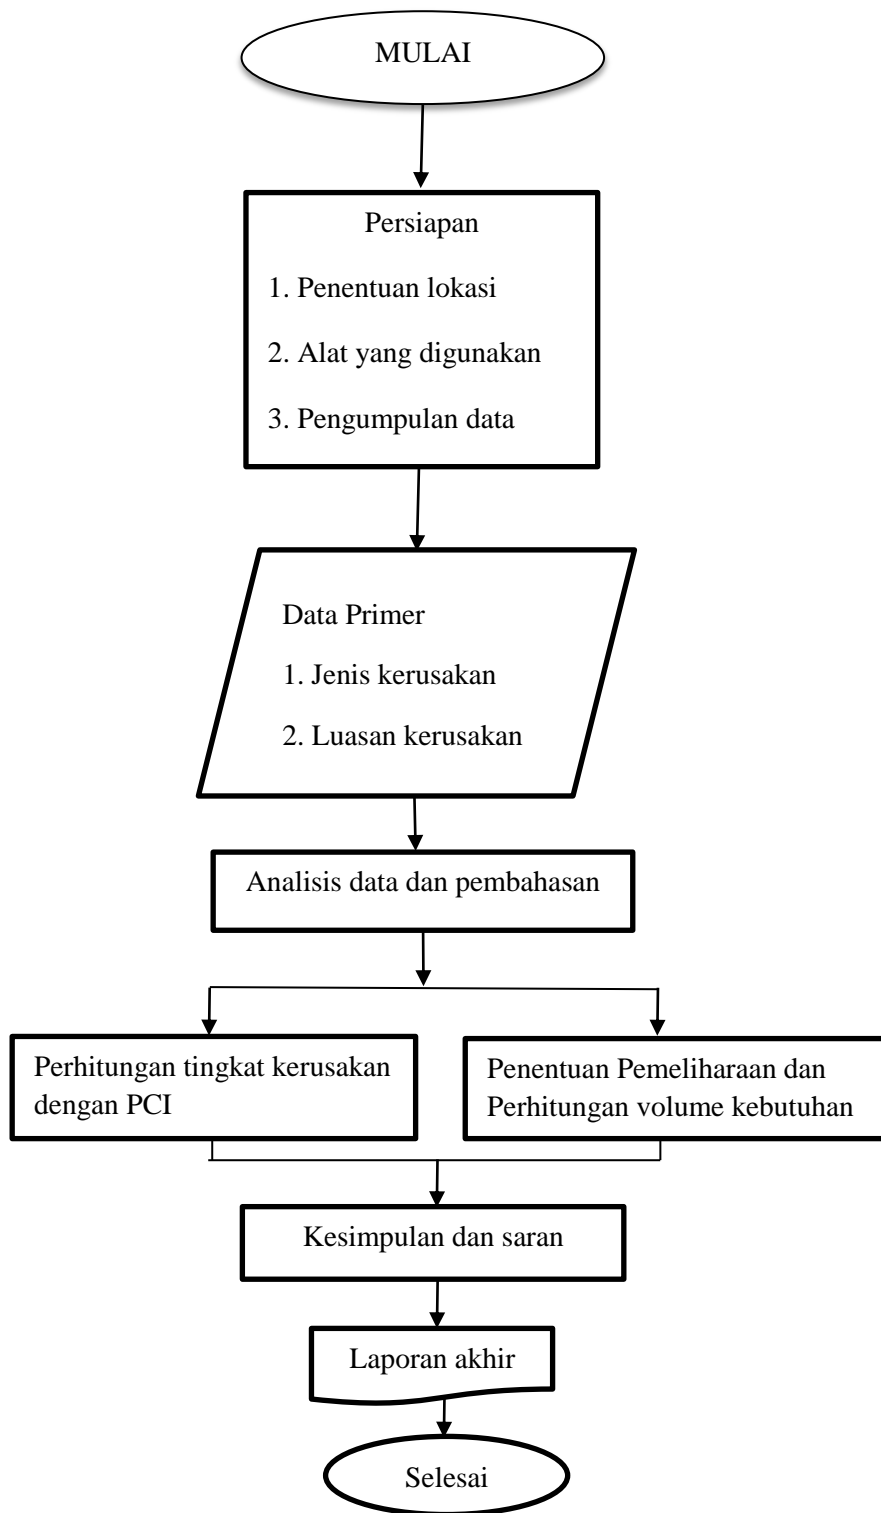 MULAI
Persiapan
1. Penentuan lokasi
2. Alat yang digunakan
3. Pengumpulan data
Data Primer
1. Jenis kerusakan
2. Luasan kerusakan
Analisis data dan pembahasan
Perhitungan tingkat kerusakan
dengan PCI
Penentuan Pemeliharaan dan
Perhitungan volume kebutuhan
Kesimpulan dan saran
Laporan akhir
Selesai